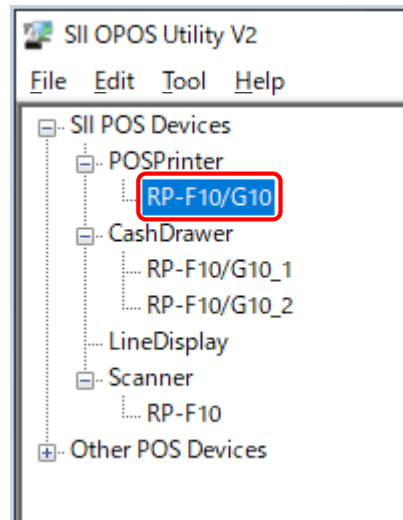 SII OPOS Utility V2
File Edit Tool Help
SII POS Devices
POSPrinter
RP-F10/G10
CashDrawer
RP-F10/G10_1
RP-F10/G10_2
LineDisplay
Scanner
RP-F10
Other POS Devices